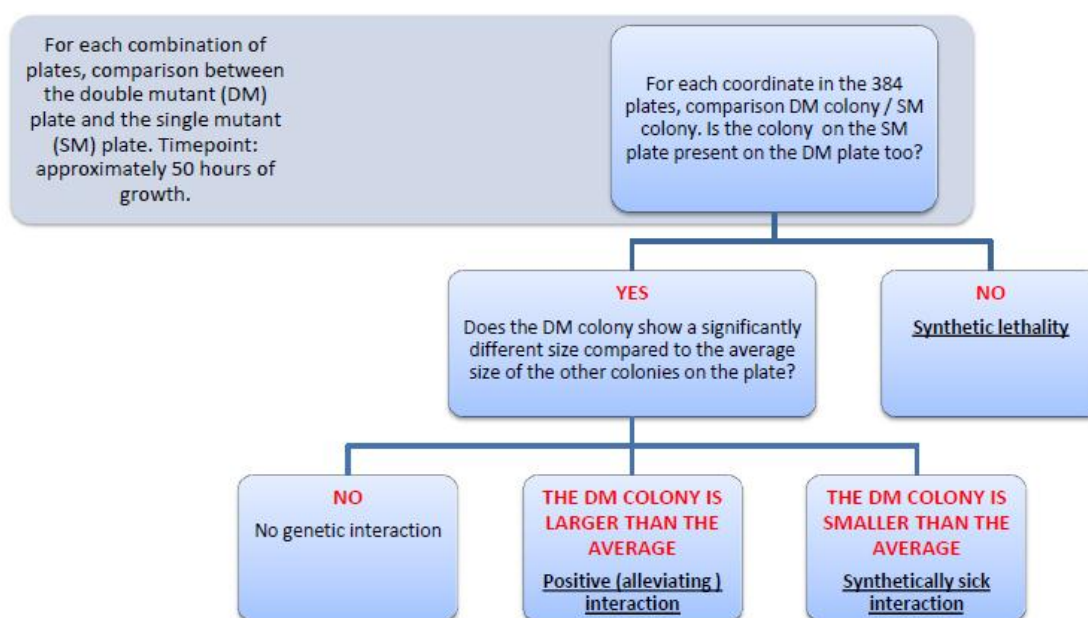 For each combination of
plates, comparison between
the double mutant (DM)
plate and the single mutant
(SM) plate. Timepoint:
approximately 50 hours of
growth.
For each coordinate in the 384
plates, comparison DM colony / SM
colony. Is the colony on the SM
plate present on the DM plate too?
YES
Does the DM colony show a significantly
different size compared to the average
size of the other colonies on the plate?
NO
Synthetic lethality
NO
No genetic interaction
THE DM COLONY IS
LARGER THAN THE
AVERAGE
Positive (alleviating )
interaction
THE DM COLONY IS
SMALLER THAN THE
AVERAGE
Synthetically sick
interaction